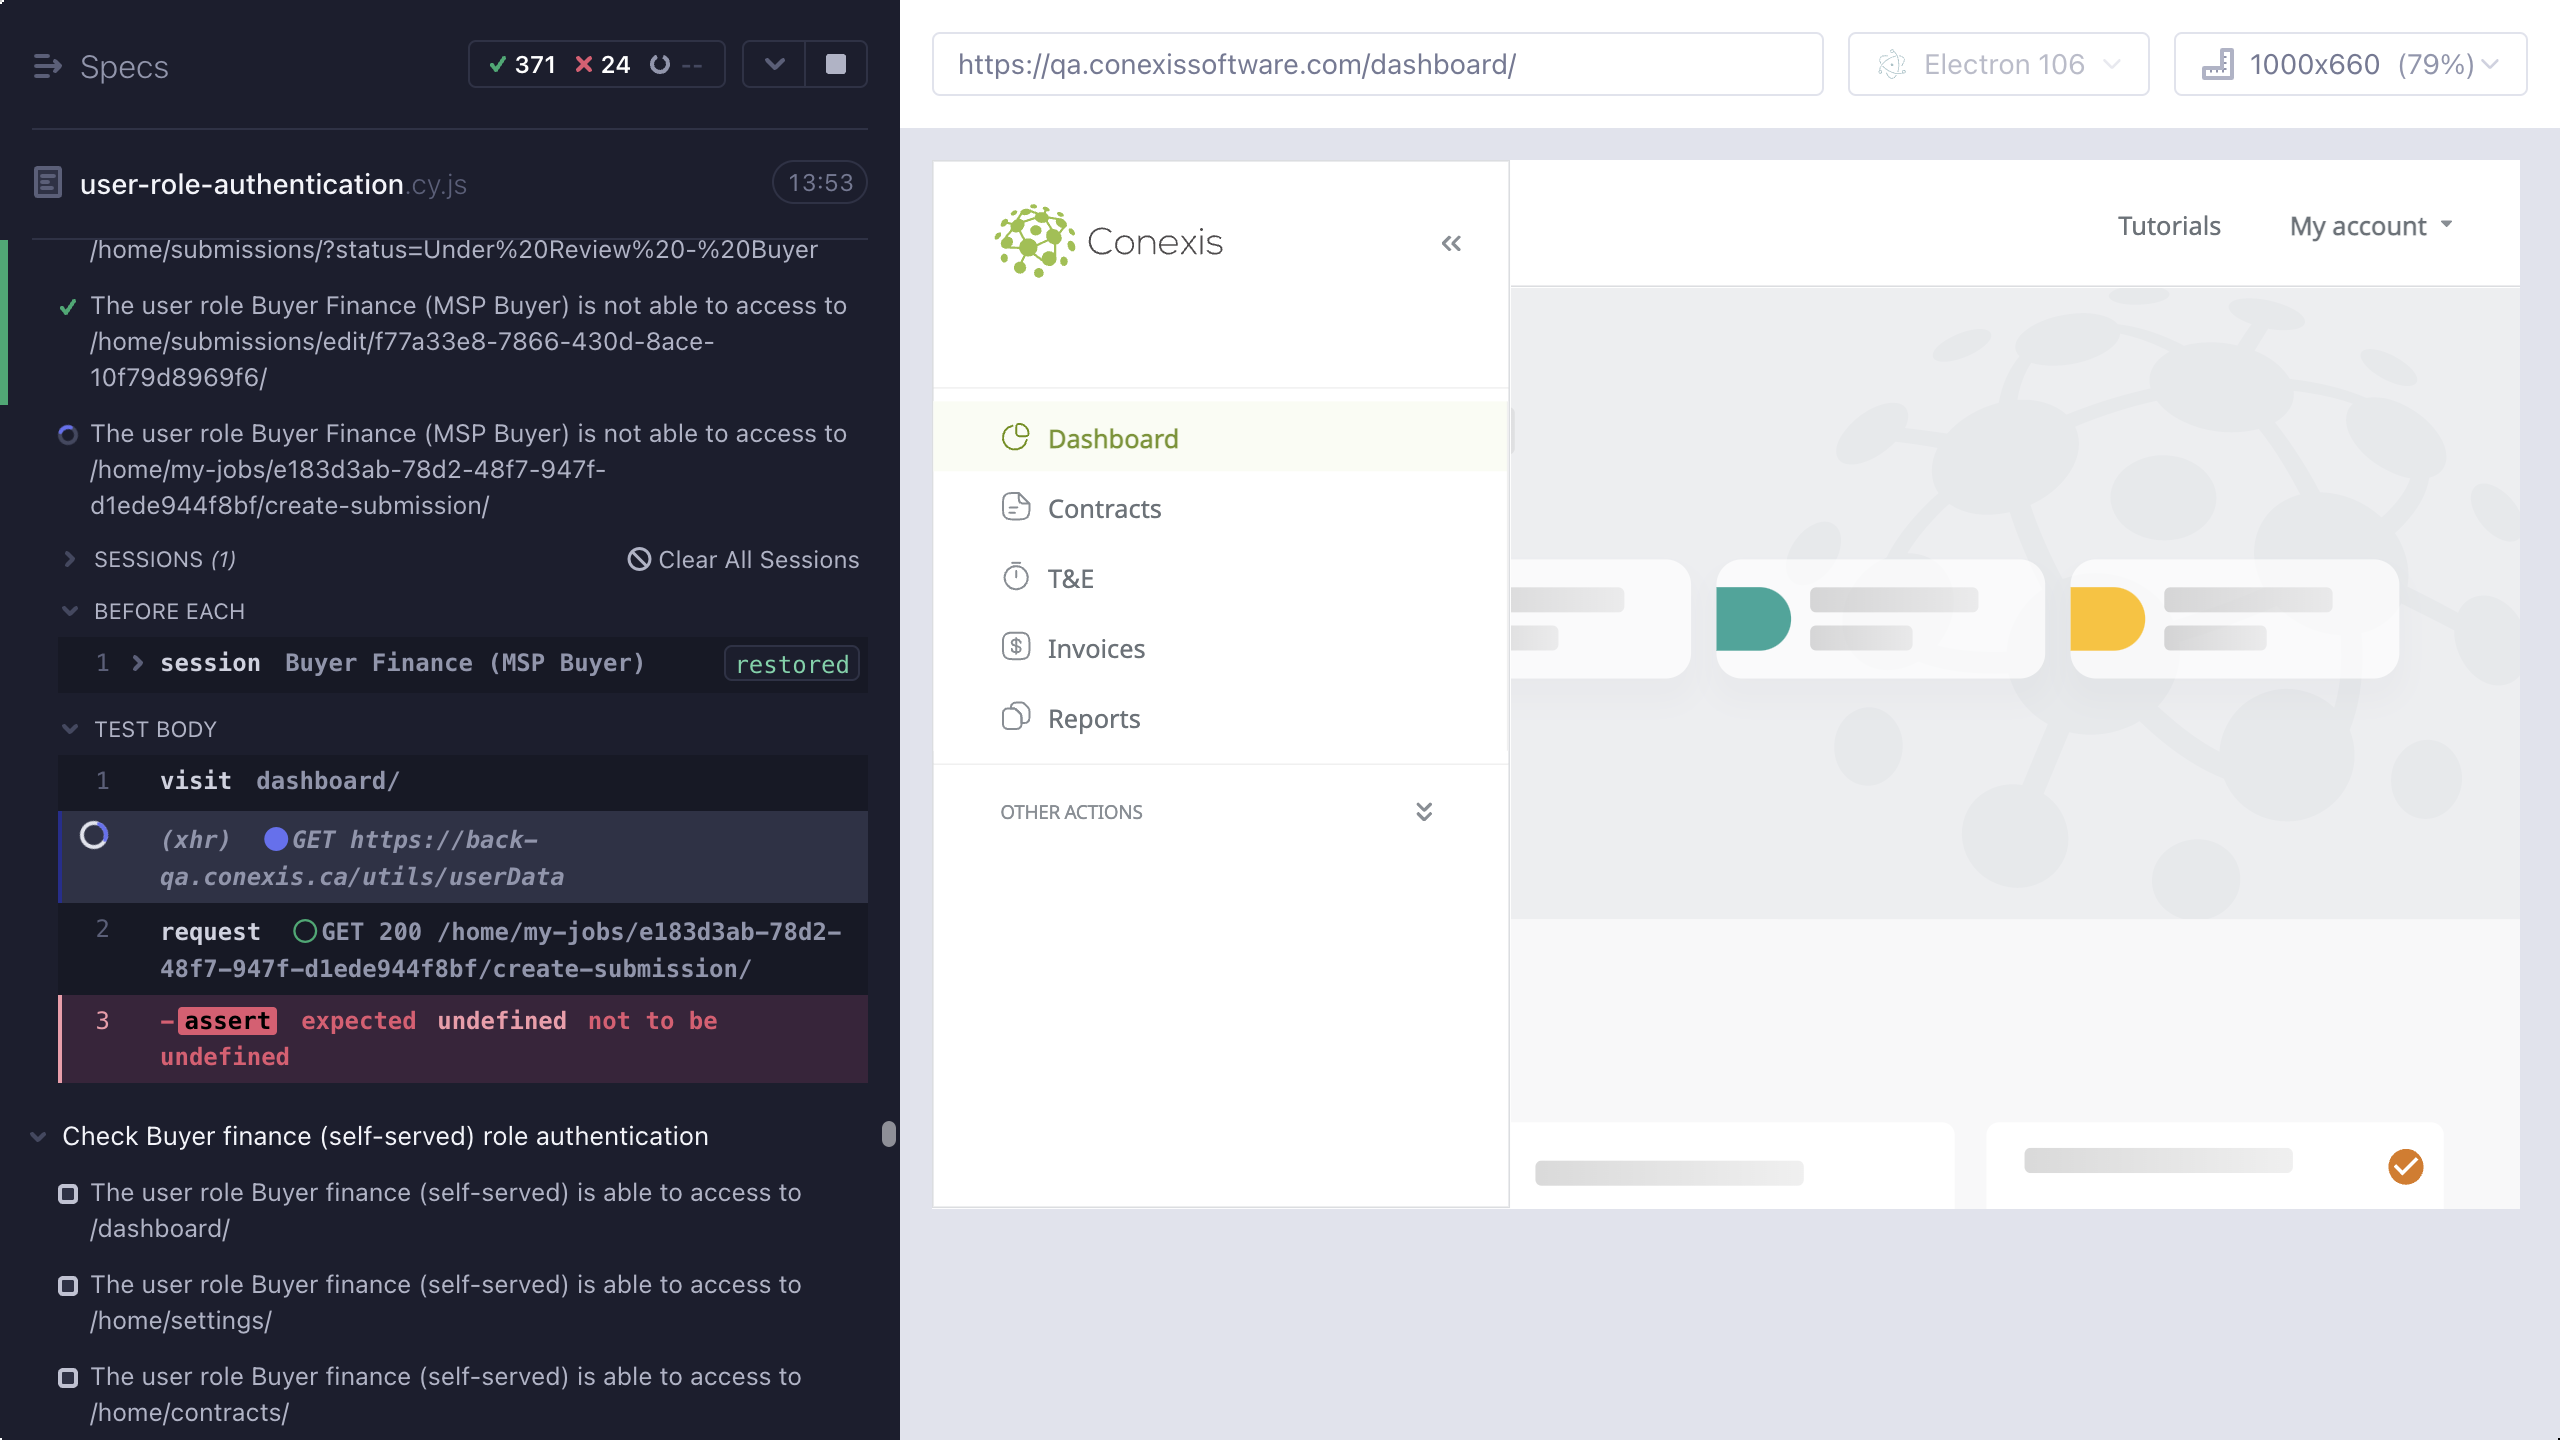 Specs
371 24 --
user-role-authentication.cy.js
13:53
/home/submissions/?status=Under%20Review%20-%20Buyer
The user role Buyer Finance (MSP Buyer) is not able to access to
/home/submissions/edit/f77a33e8-7866-430d-8ace-
10f79d8969f6/
The user role Buyer Finance (MSP Buyer) is not able to access to
/home/my-jobs/e183d3ab-78d2-48f7-947f-
d1ede944f8bf/create-submission/
SESSIONS (1)
Clear All Sessions
BEFORE EACH
1 session Buyer Finance (MSP Buyer) restored
TEST BODY
1 visit dashboard/
(xhr) GET https://back-
qa.conexis.ca/utils/userData
2 request GET 200 /home/my-jobs/e183d3ab-78d2-
48f7-947f-d1ede944f8bf/create-submission/
3 -assert expected undefined not to be
undefined
Check Buyer finance (self-served) role authentication
The user role Buyer finance (self-served) is able to access to
/dashboard/
The user role Buyer finance (self-served) is able to access to
/home/settings/
The user role Buyer finance (self-served) is able to access to
/home/contracts/
https://qa.conexissoftware.com/dashboard/
Electron 106
1000x660 (79%)
Conexis
Tutorials
My account
Dashboard
Contracts
T&E
Invoices
Reports
OTHER ACTIONS